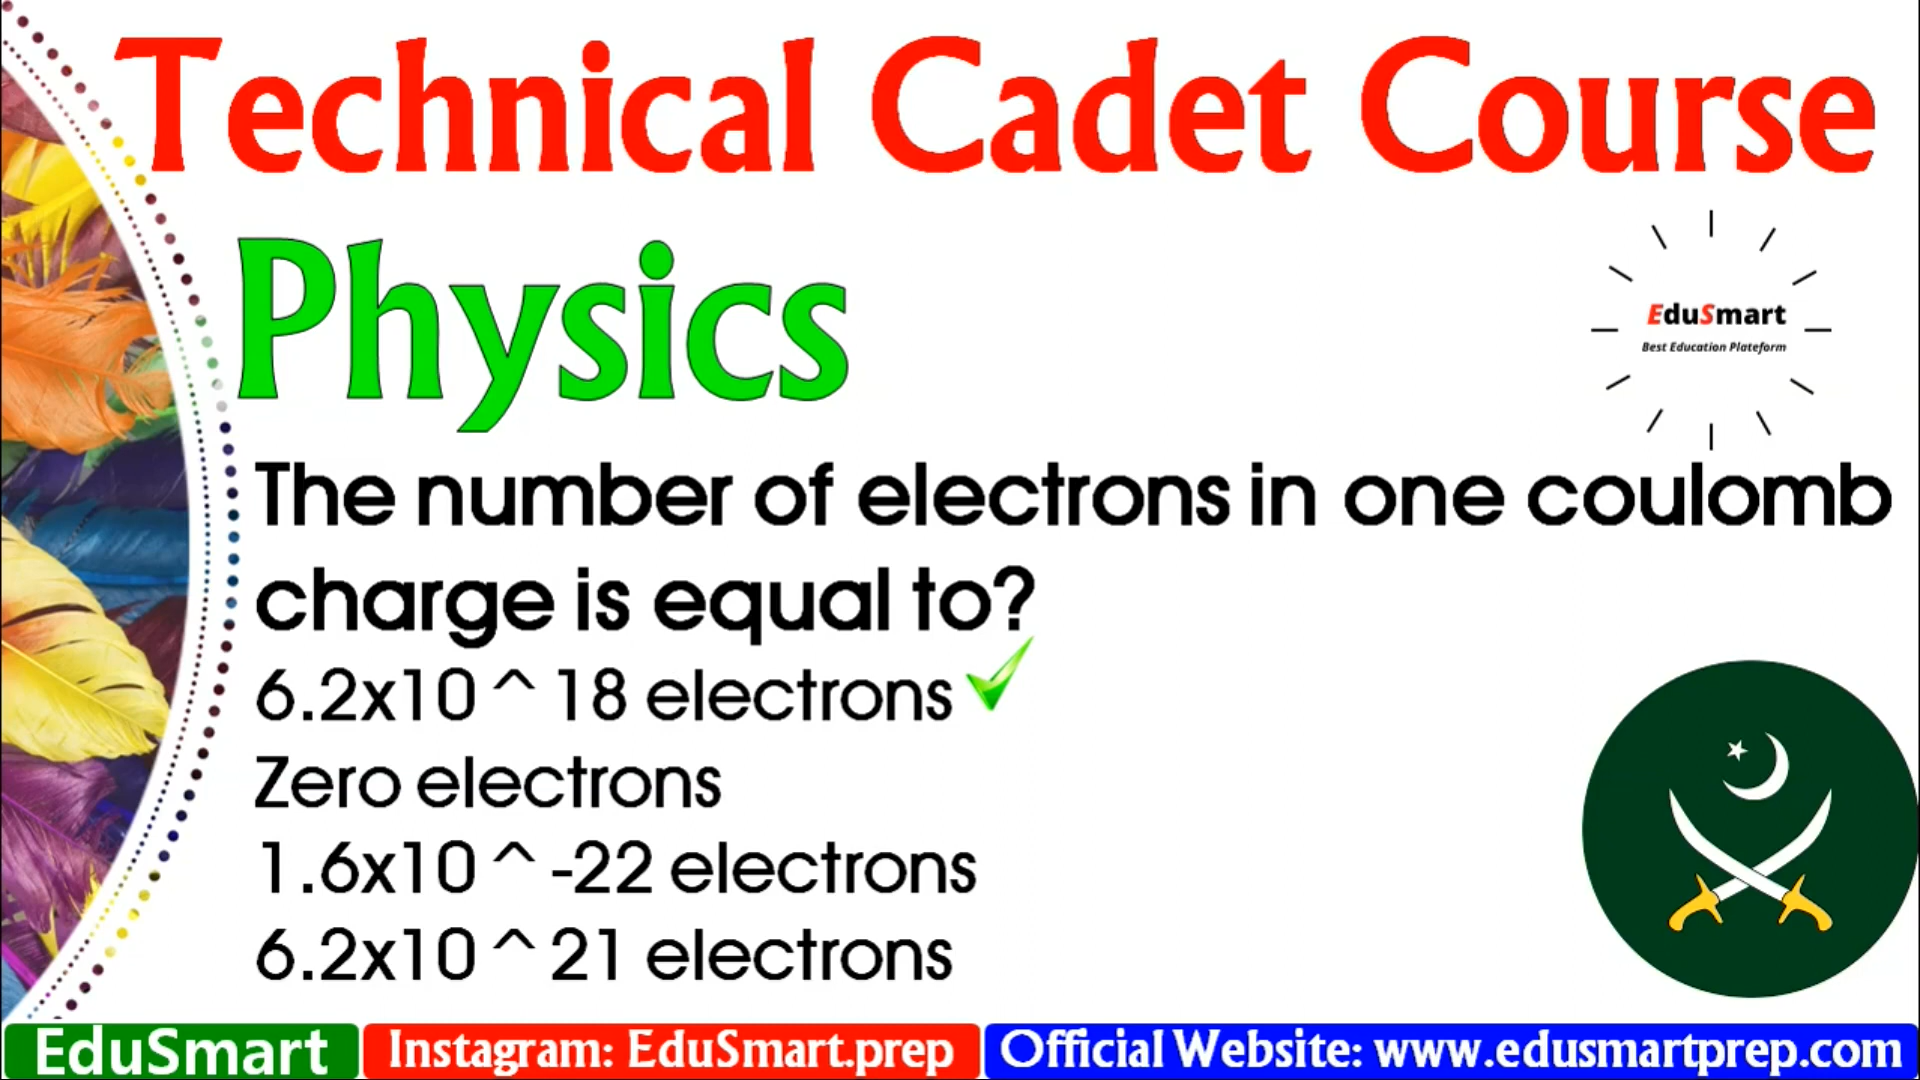 Technical Cadet Course
Physics
EduSmart
Best Education Plateform
The number of electrons in one coulomb
charge is equal to?
6.2x10^18 electrons
Zero electrons
1.6x10^-22 electrons
6.2x10^21 electrons
EduSmart
Instagram: EduSmart.prep
Official Website: www.edusmartprep.com